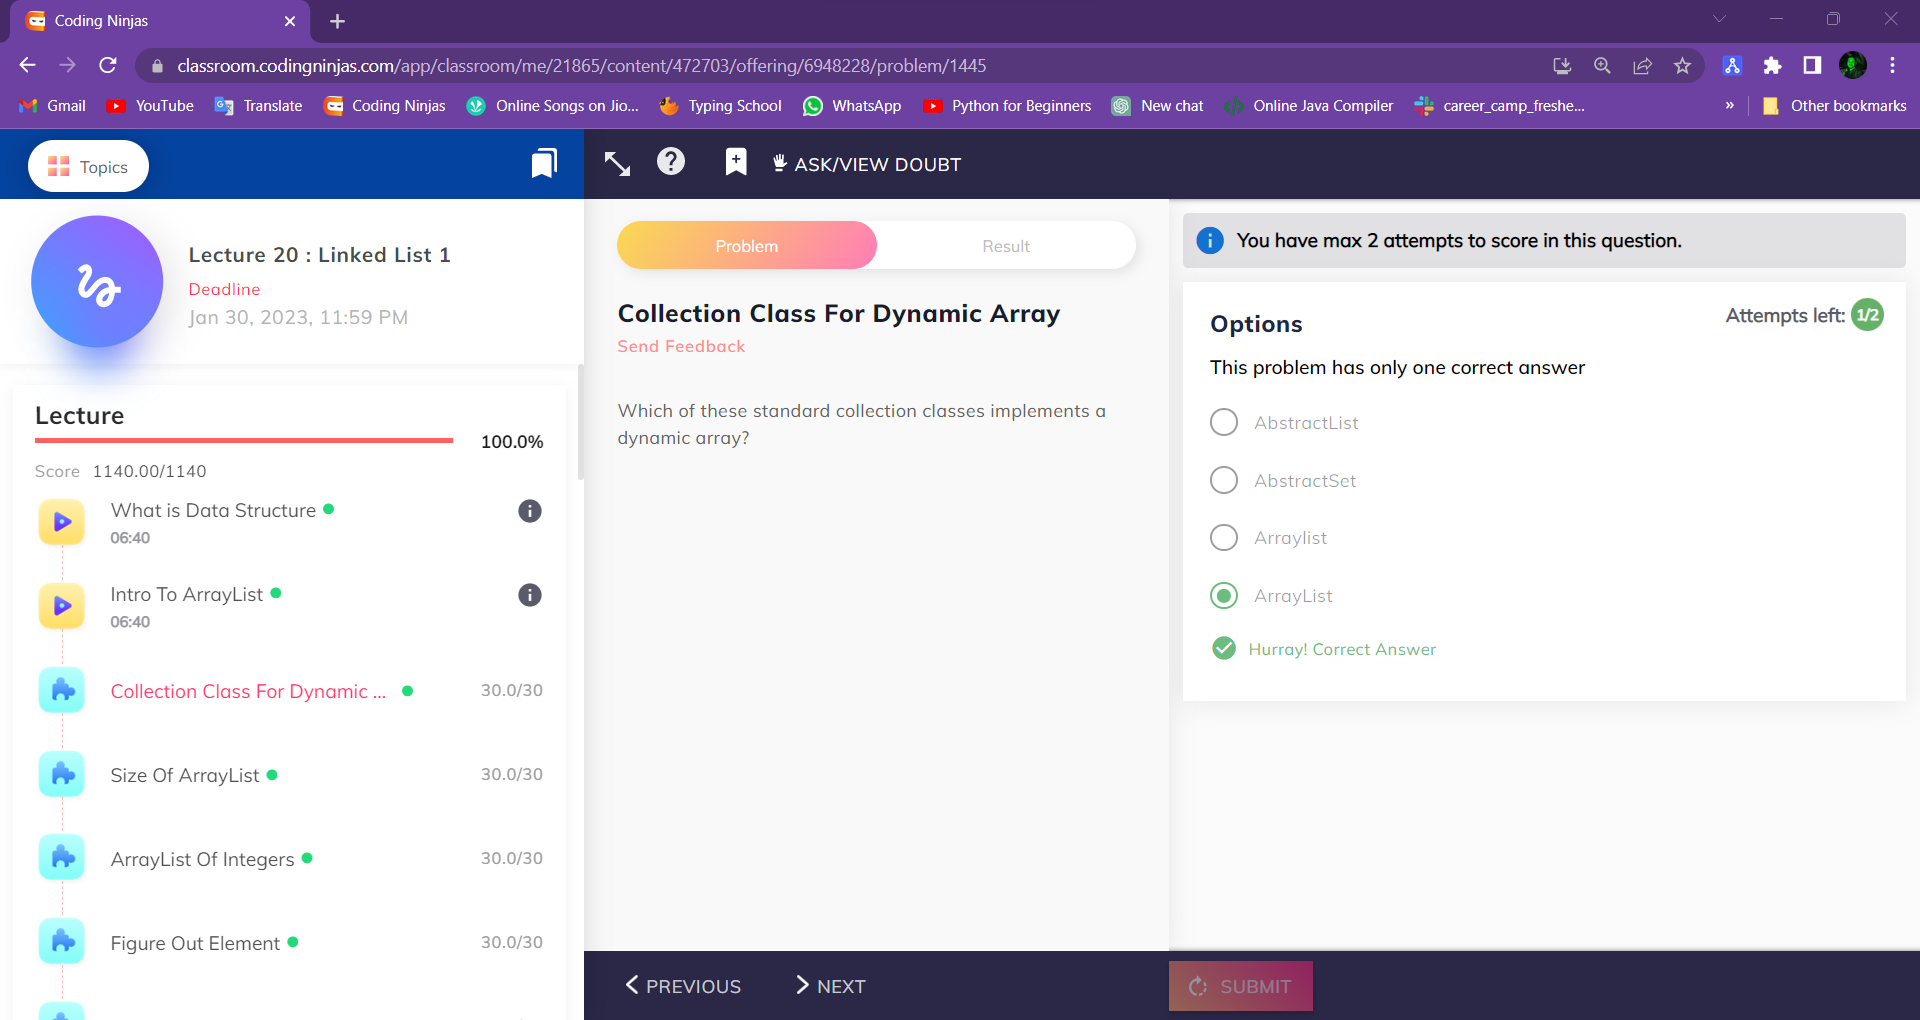 Coding Ninjas
classroom.codingninjas.com/app/classroom/me/21865/content/472703/offering/6948228/problem/1445
Gmail
YouTube
Translate
Coding Ninjas
Online Songs on Jio...
Typing School
WhatsApp
Python for Beginners
New chat
Online Java Compiler
career_camp_freshe...
»
Other bookmarks
Topics
ASK/VIEW DOUBT
Lecture 20 : Linked List 1
Deadline
Jan 30, 2023, 11:59 PM
Lecture
100.0%
Score 1140.00/1140
What is Data Structure
06:40
Intro To ArrayList
06:40
Collection Class For Dynamic ...
30.0/30
Size Of ArrayList
30.0/30
ArrayList Of Integers
30.0/30
Figure Out Element
30.0/30
Problem
Result
Collection Class For Dynamic Array
Send Feedback
Which of these standard collection classes implements a
dynamic array?
You have max 2 attempts to score in this question.
Options
Attempts left: 1/2
This problem has only one correct answer
AbstractList
AbstractSet
Arraylist
ArrayList
Hurray! Correct Answer
PREVIOUS
NEXT
SUBMIT